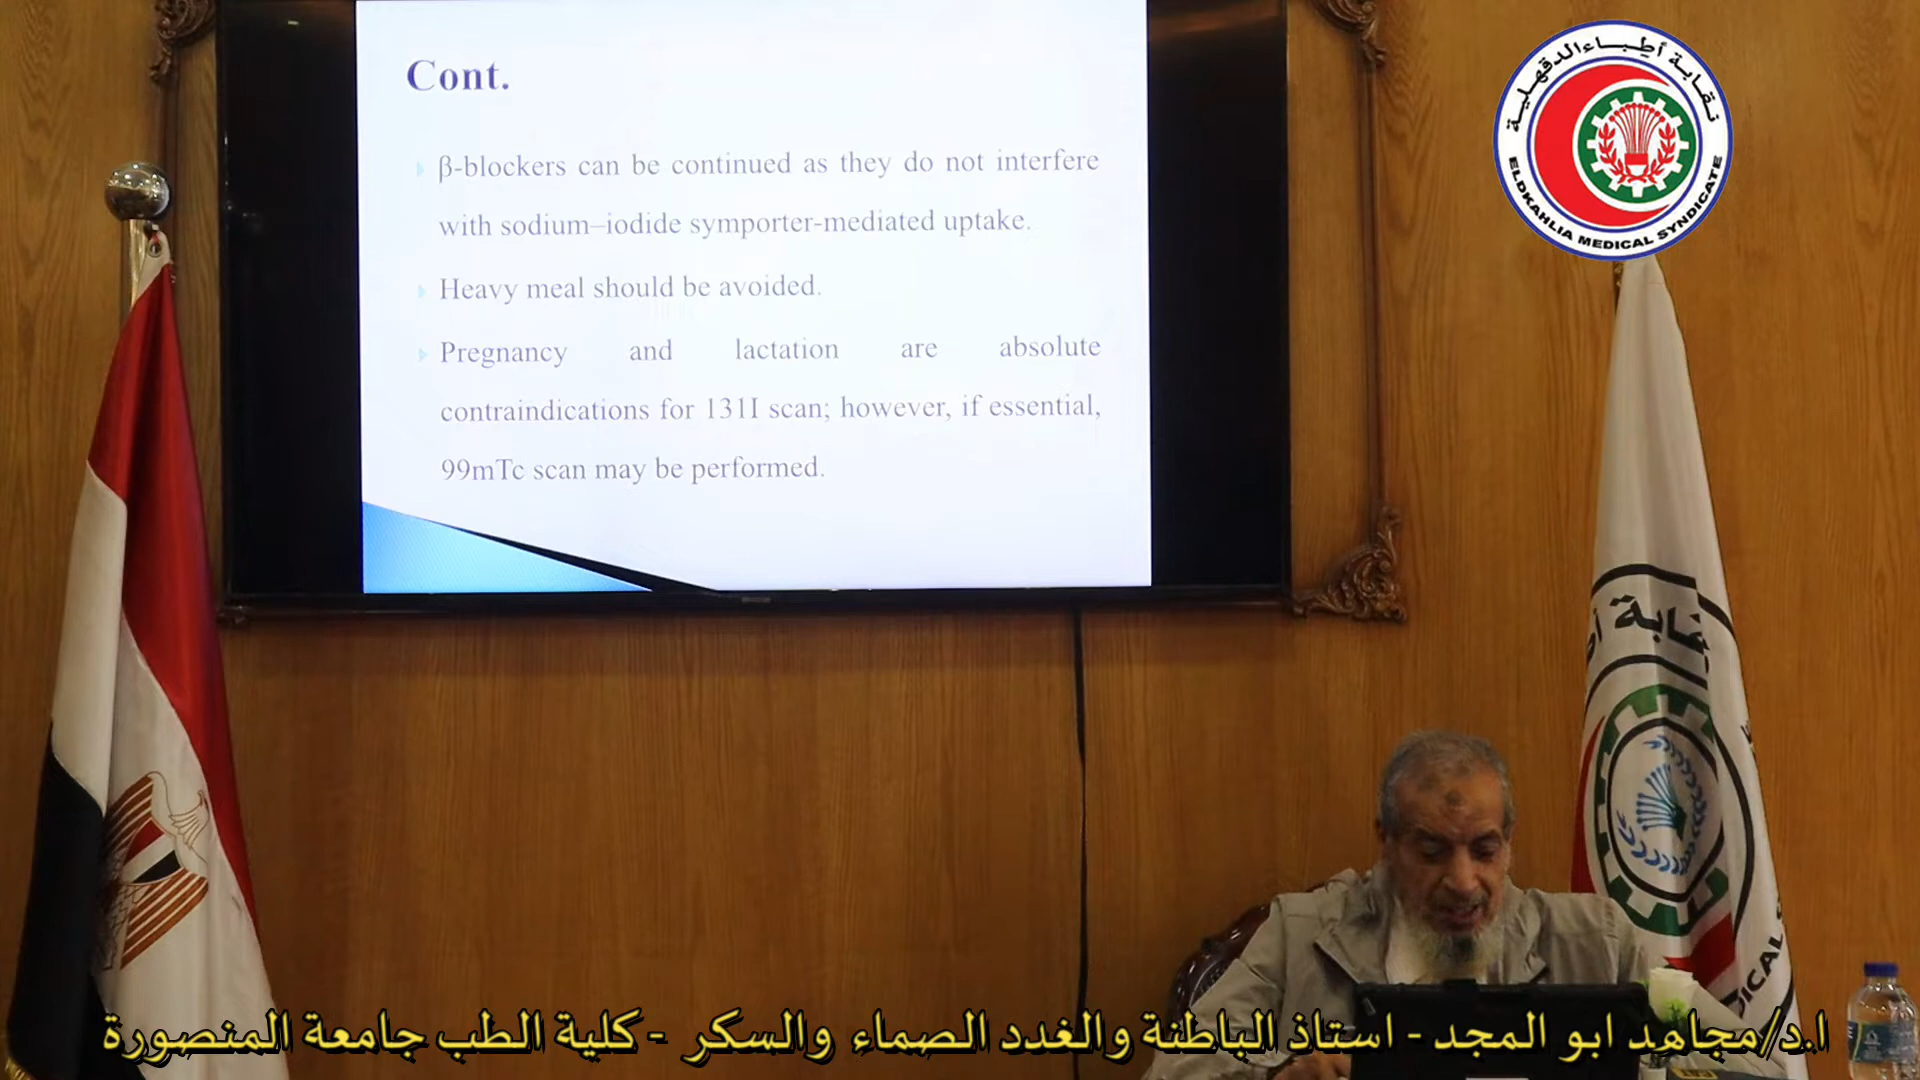 Cont.
β-blockers can be continued as they do not interfere
with sodium–iodide symporter-mediated uptake.
Heavy meal should be avoided.
Pregnancy and lactation are absolute
contraindications for 131I scan; however, if essential,
99mTc scan may be performed.
نقابة أطباء الدقهلية
ELDKAHLIA MEDICAL SYNDICATE
ا.د/مجاهد ابو المجد - استاذ الباطنة والغدد الصماء والسكر - كلية الطب جامعة المنصورة